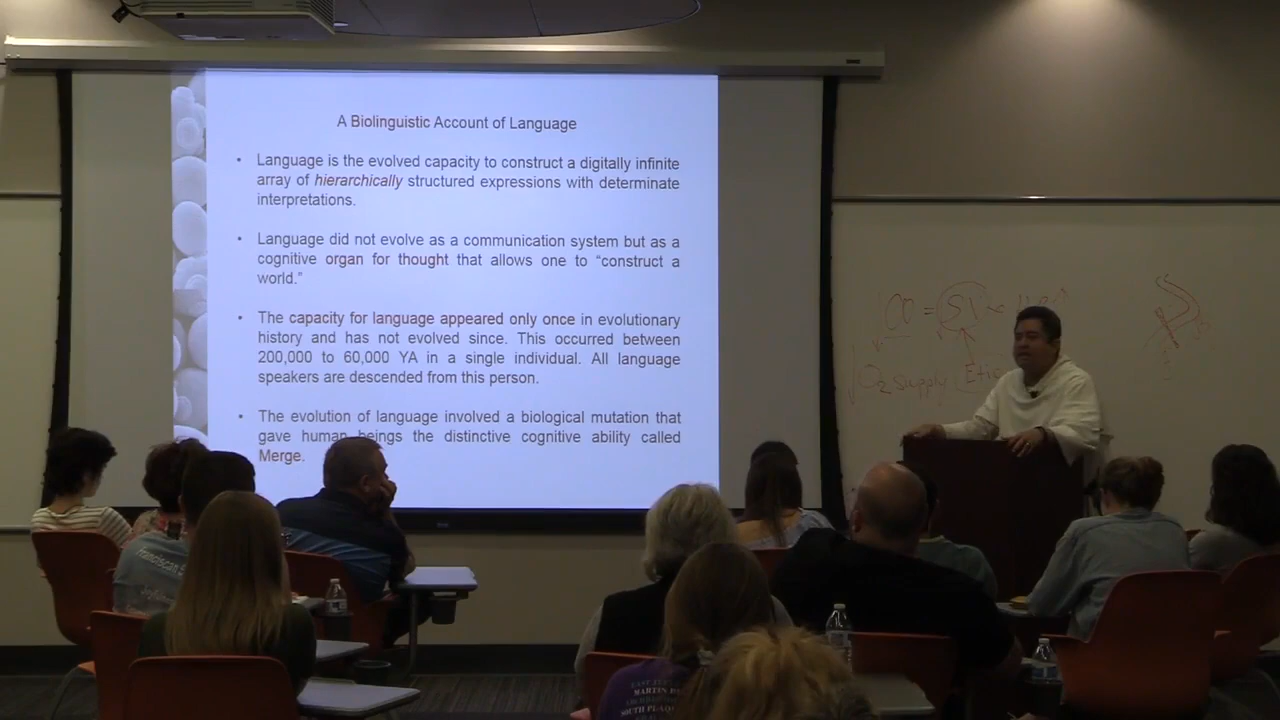 A Biolinguistic Account of Language
• Language is the evolved capacity to construct a digitally infinite
array of hierarchically structured expressions with determinate
interpretations.
• Language did not evolve as a communication system but as a
cognitive organ for thought that allows one to “construct a
world.”
• The capacity for language appeared only once in evolutionary
history and has not evolved since. This occurred between
200,000 to 60,000 YA in a single individual. All language
speakers are descended from this person.
• The evolution of language involved a biological mutation that
gave human beings the distinctive cognitive ability called
Merge.
CO = SV
O2 supply
franciscan
MARTIN